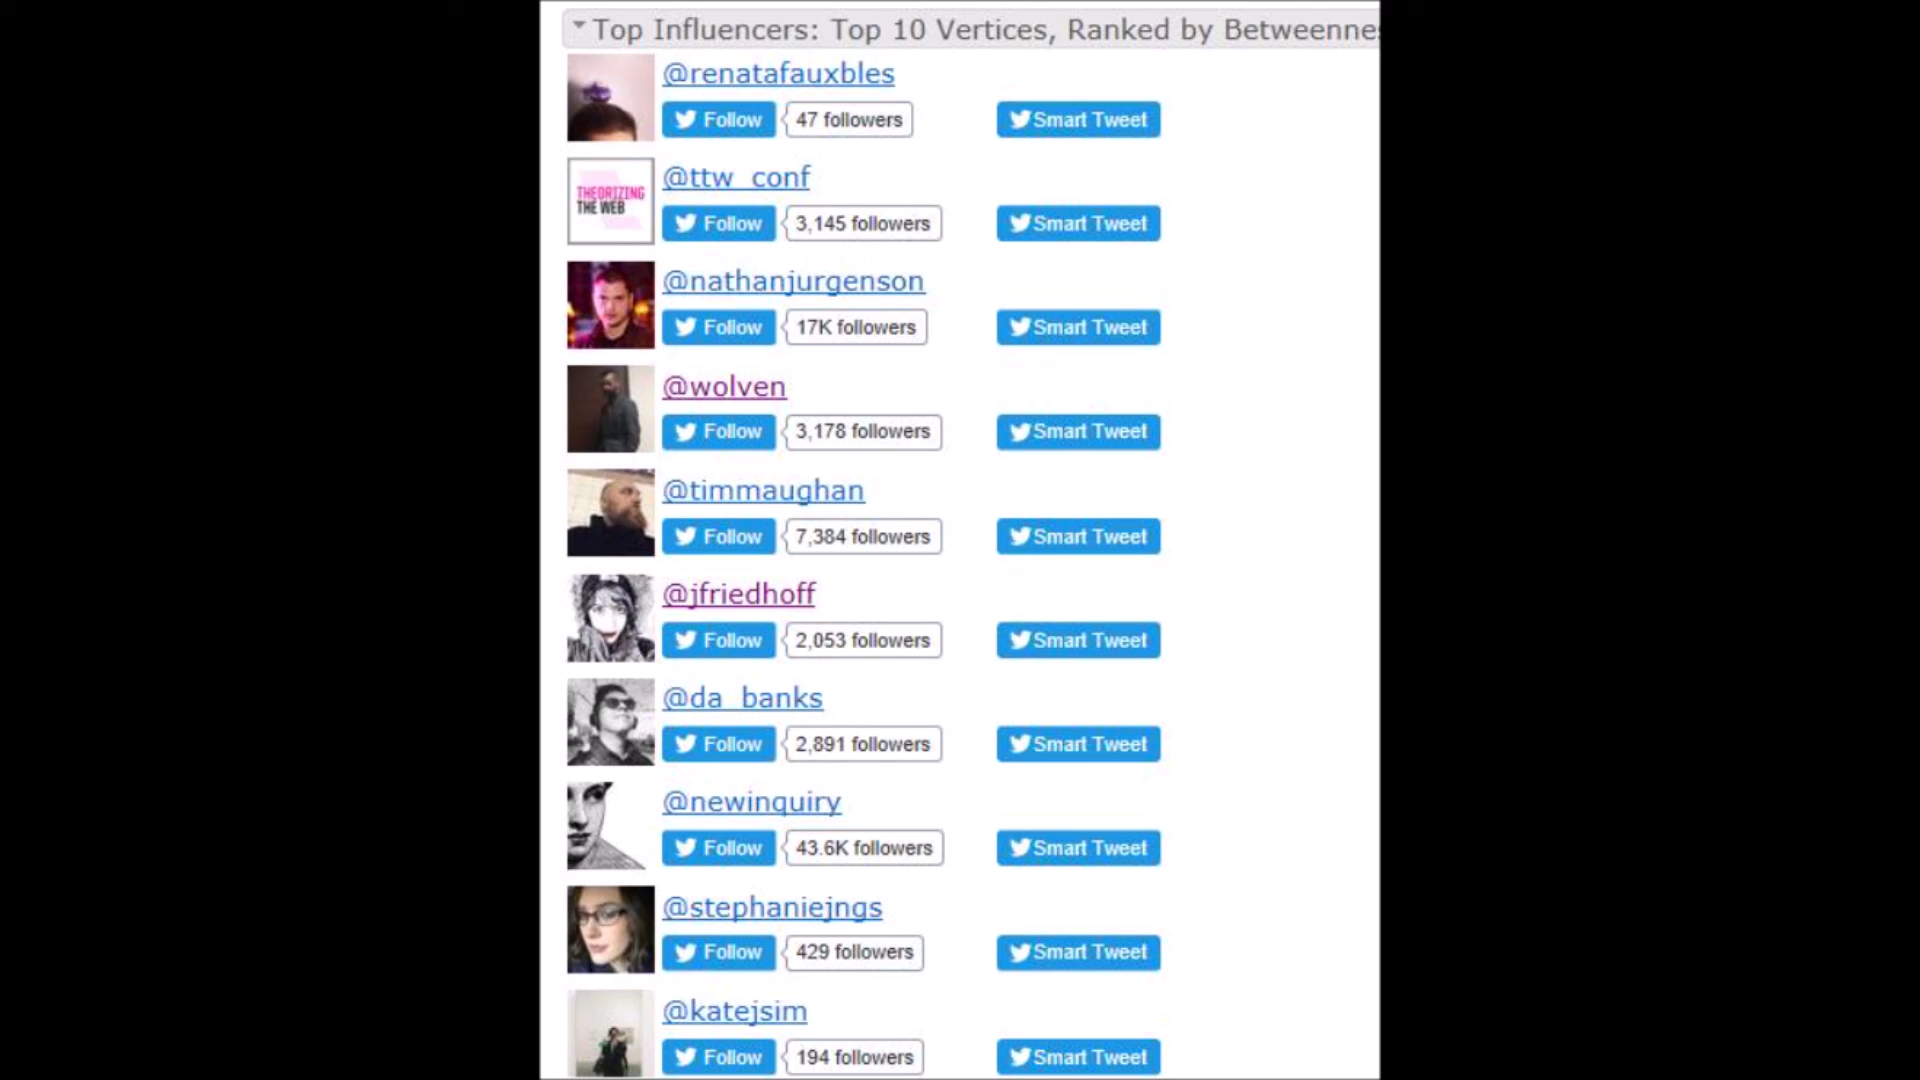 Top Influencers: Top 10 Vertices, Ranked by Betweennes
@renatafauxbles
Follow 47 followers Smart Tweet
THEORIZING
THE WEB
@ttw_conf
Follow 3,145 followers Smart Tweet
@nathanjurgenson
Follow 17K followers Smart Tweet
@wolven
Follow 3,178 followers Smart Tweet
@timmaughan
Follow 7,384 followers Smart Tweet
@jfriedhoff
Follow 2,053 followers Smart Tweet
@da_banks
Follow 2,891 followers Smart Tweet
@newinquiry
Follow 43.6K followers Smart Tweet
@stephaniejngs
Follow 429 followers Smart Tweet
@katejsim
Follow 194 followers Smart Tweet